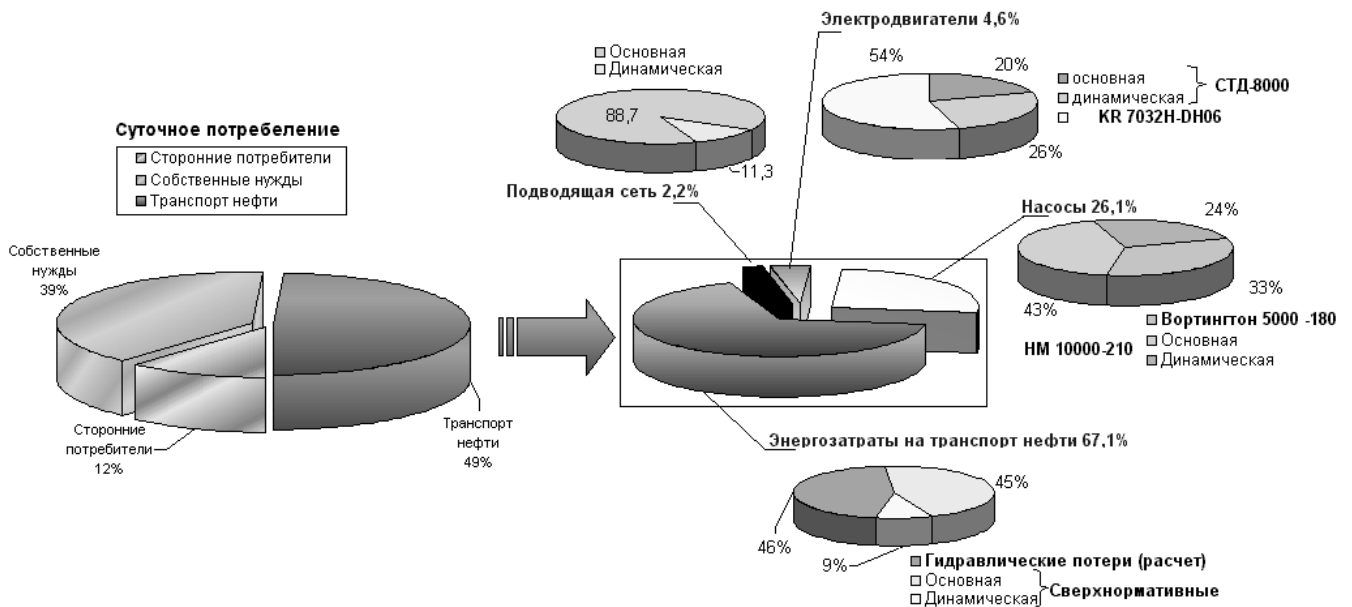 Электродвигатели 4,6%
Основная
Динамическая
88,7
11,3
54%
20%
26%
основная
динамическая
СТД-8000
KR 7032H-DH06
Суточное потребеление
Сторонние потребители
Собственные нужды
Транспорт нефти
Подводящая сеть 2,2%
Насосы 26,1%
24%
33%
43%
Вортингтон 5000 -180
НМ 10000-210
Основная
Динамическая
Собственные
нужды
39%
Сторонние
потребители
12%
Транспорт
нефти
49%
Энергозатраты на транспорт нефти 67,1%
45%
46%
9%
Гидравлические потери (расчет)
Основная
Динамическая
Сверхнормативные